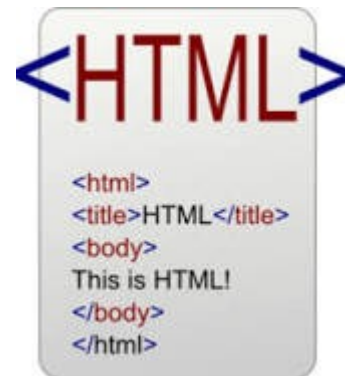 <HTML>
<html>
<title>HTML</title>
<body>
This is HTML!
</body>
</html>